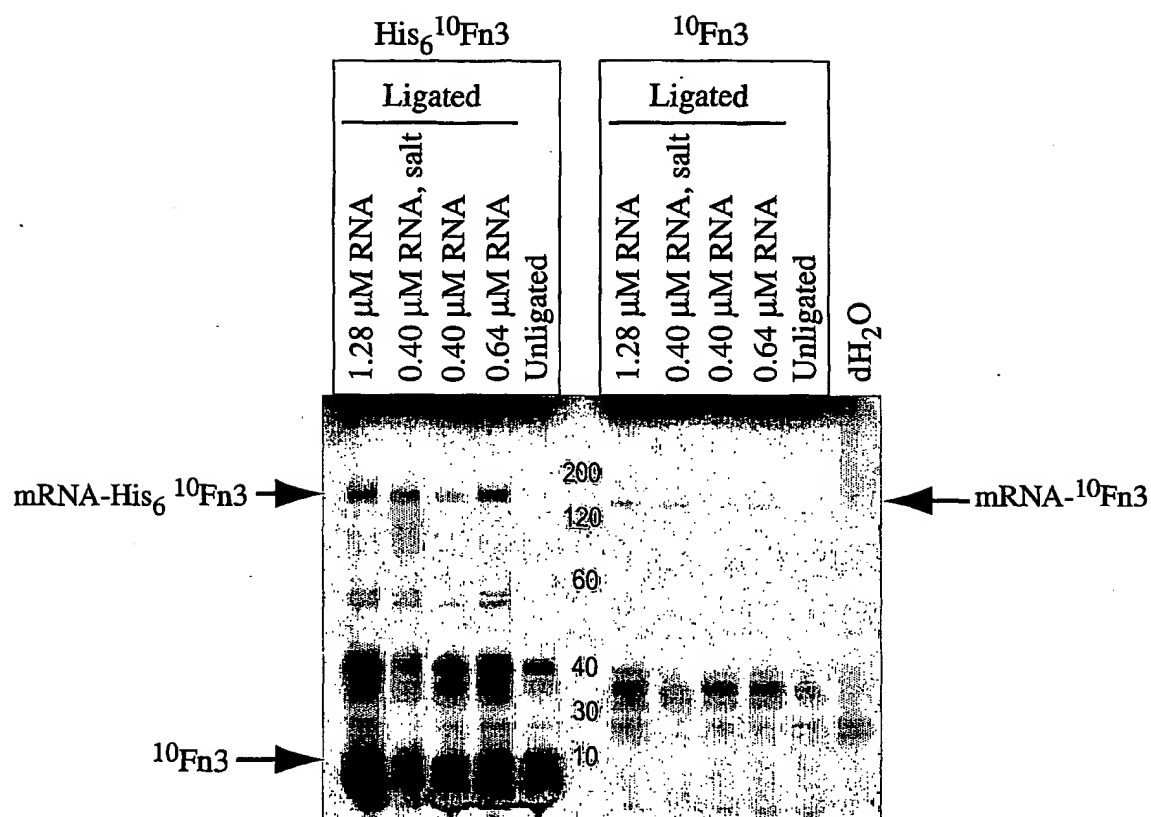 His₆¹⁰Fn3
¹⁰Fn3
Ligated
Ligated
1.28 μM RNA
0.40 μM RNA, salt
0.40 μM RNA
0.64 μM RNA
Unligated
1.28 μM RNA
0.40 μM RNA, salt
0.40 μM RNA
0.64 μM RNA
Unligated
dH₂O
200
mRNA-His₆ ¹⁰Fn3
mRNA-¹⁰Fn3
120
60
40
30
¹⁰Fn3
10